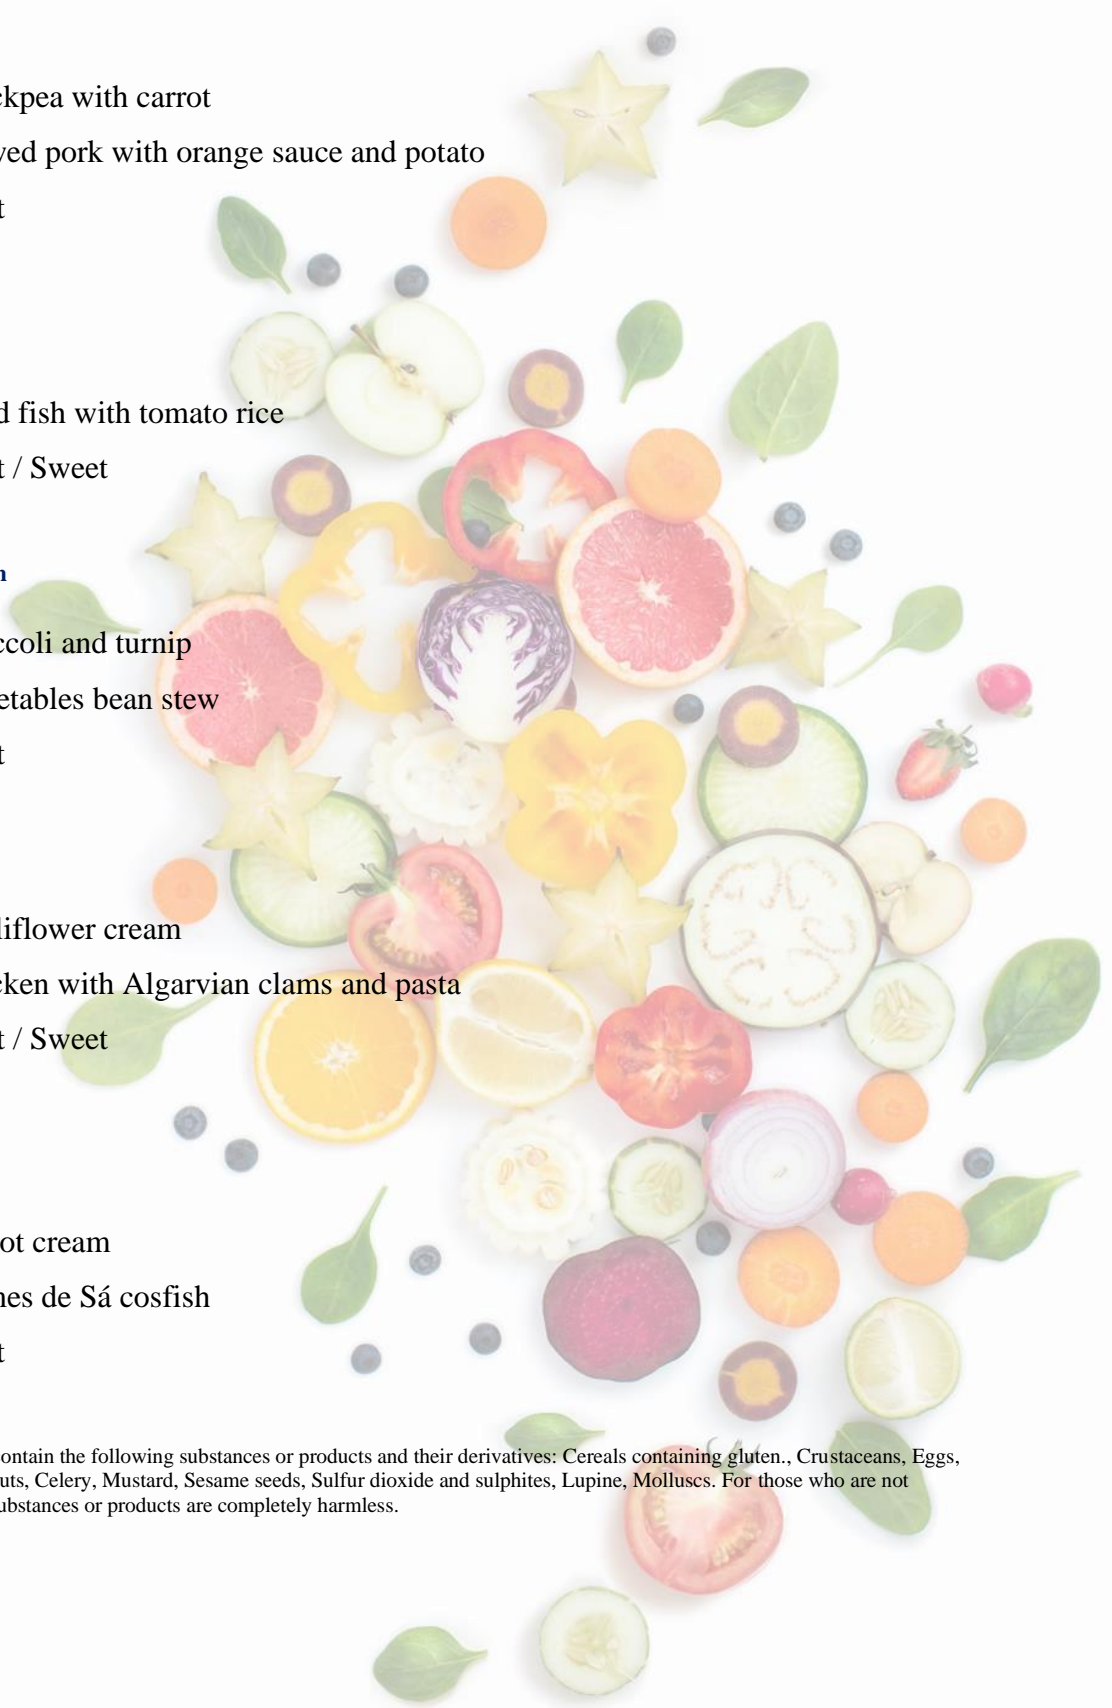 ckpea with carrot
ved pork with orange sauce and potato
t
d fish with tomato rice
t / Sweet
n
ccoli and turnip
etables bean stew
t
liflower cream
cken with Algarvian clams and pasta
t / Sweet
ot cream
nes de Sá cosfish
t
ontain the following substances or products and their derivatives: Cereals containing gluten., Crustaceans, Eggs,
uts, Celery, Mustard, Sesame seeds, Sulfur dioxide and sulphites, Lupine, Molluscs. For those who are not
ubstances or products are completely harmless.